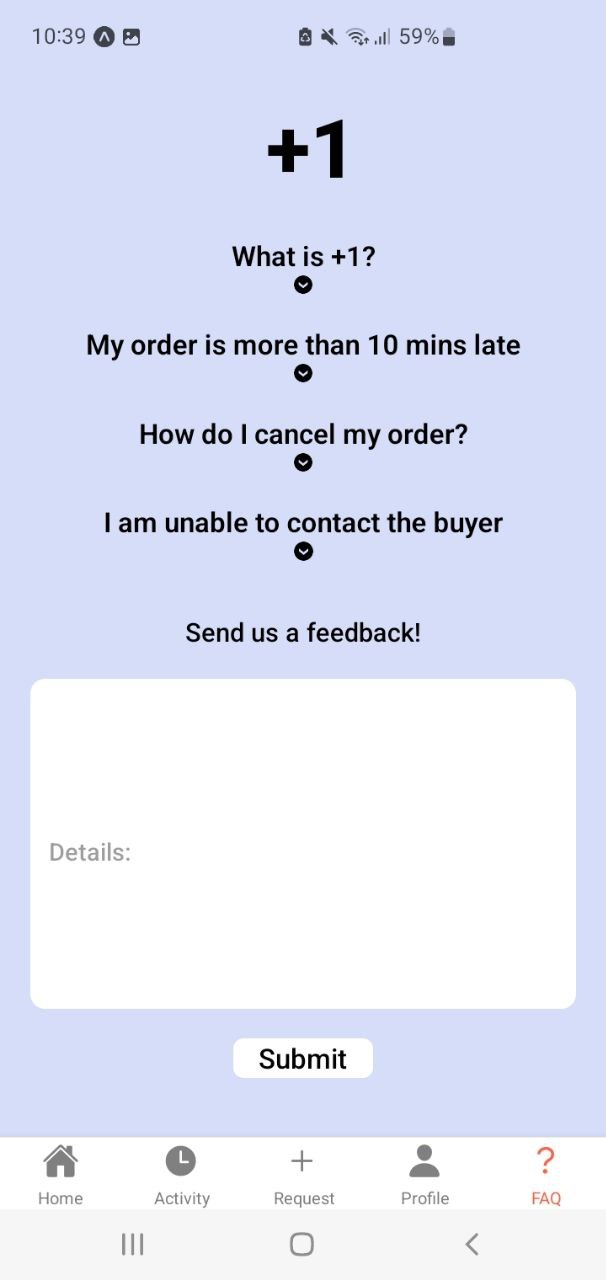 10:39 59%
+1
What is +1?
My order is more than 10 mins late
How do I cancel my order?
I am unable to contact the buyer
Send us a feedback!
Details:
Submit
Home Activity Request Profile FAQ